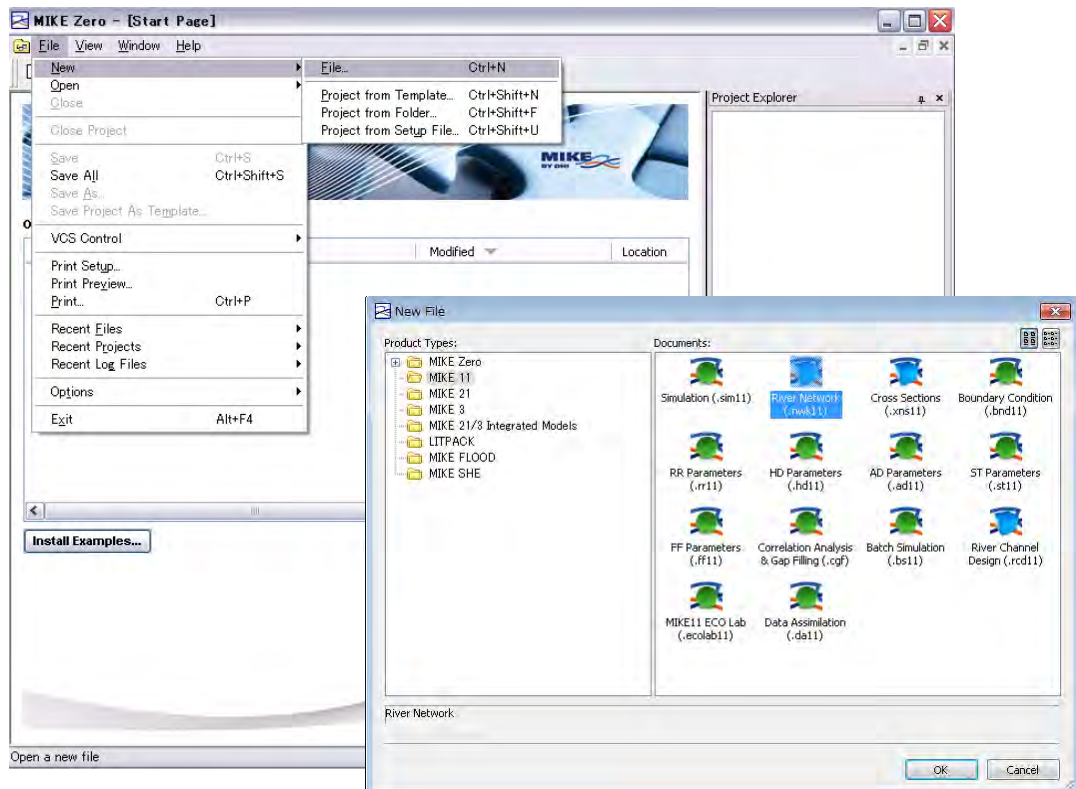 MIKE Zero - [Start Page]
File View Window Help
New
Open
Close
Close Project
Save Ctrl+S
Save All Ctrl+Shift+S
Save As...
Save Project As Template...
VCS Control
Print Setup...
Print Preview...
Print... Ctrl+P
Recent Files
Recent Projects
Recent Log Files
Options
Exit Alt+F4
File... Ctrl+N
Project from Template... Ctrl+Shift+N
Project from Folder... Ctrl+Shift+F
Project from Setup File... Ctrl+Shift+U
MIKE
BY DHI
Project Explorer
Modified Location
Install Examples...
Open a new file
New File
Product Types:
MIKE Zero
MIKE 11
MIKE 21
MIKE 3
MIKE 21/3 Integrated Models
LITPACK
MIKE FLOOD
MIKE SHE
Documents:
Simulation (.sim11)
River Network
(.nwk11)
Cross Sections
(.xns11)
Boundary Condition
(.bnd11)
RR Parameters
(.rr11)
HD Parameters
(.hd11)
AD Parameters
(.ad11)
ST Parameters
(.st11)
FF Parameters
(.ff11)
Correlation Analysis
& Gap Filling (.cgf)
Batch Simulation
(.bs11)
River Channel
Design (.rcd11)
MIKE11 ECO Lab
(.ecolab11)
Data Assimilation
(.da11)
River Network
OK Cancel